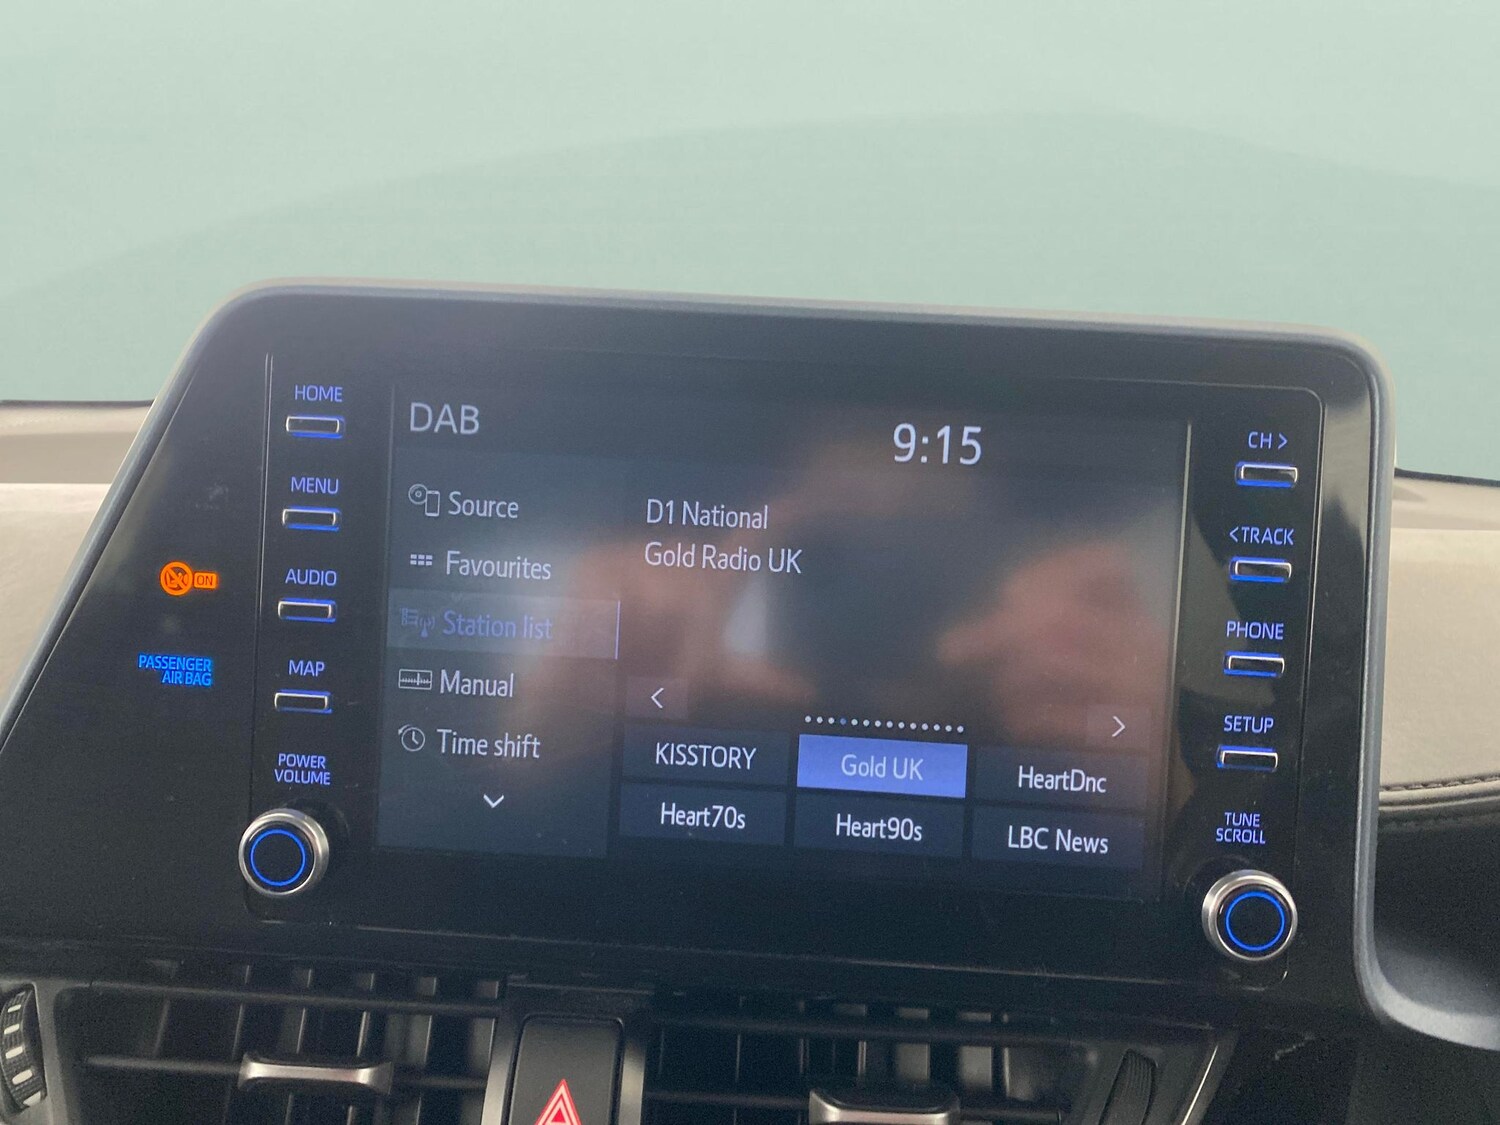 HOME
MENU
AUDIO
MAP
POWER
VOLUME
ON
PASSENGER
AIR BAG
DAB
9:15
Source
Favourites
Station list
Manual
Time shift
D1 National
Gold Radio UK
<
>
KISSTORY
Gold UK
HeartDnc
Heart70s
Heart90s
LBC News
CH >
<TRACK
PHONE
SETUP
TUNE
SCROLL